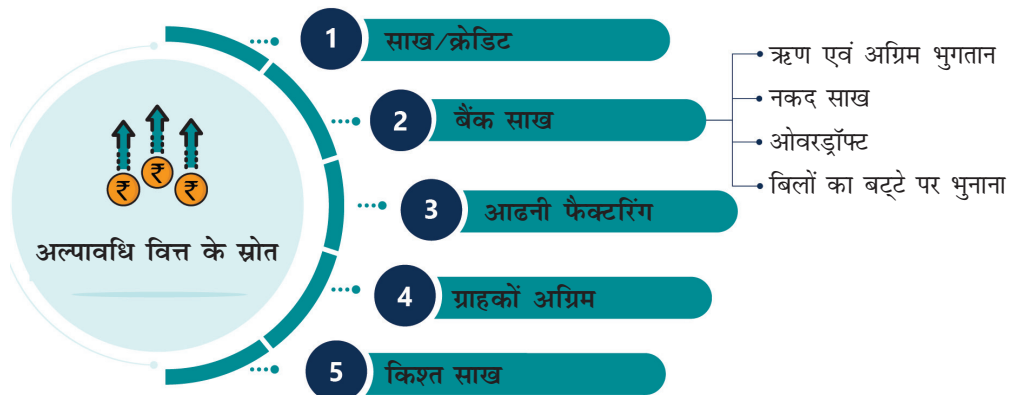 अल्पावधि वित्त के स्रोत
1 साख/क्रेडिट
2 बैंक साख
ऋण एवं अग्रिम भुगतान
नकद साख
ओवरड्रॉफ्ट
बिलों का बट्टे पर भुनाना
3 आढनी फैक्टरिंग
4 ग्राहकों अग्रिम
5 किश्त साख
₹ ₹ ₹